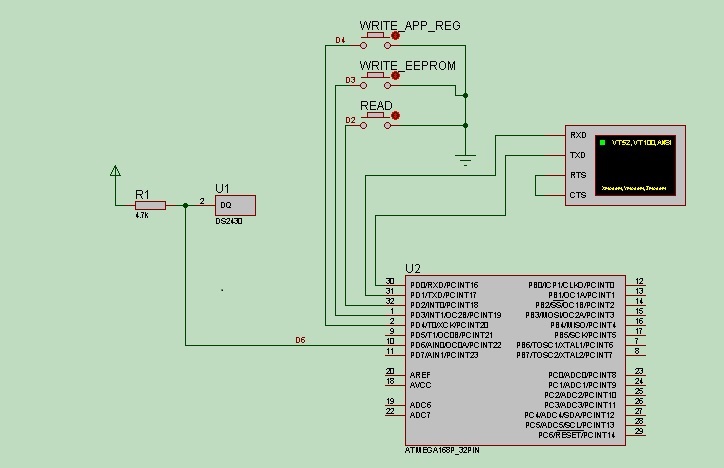 WRITE_APP_REG
D4
WRITE_EEPROM
D3
READ
D2
RXD
TXD
RTS
CTS
VT52, VT100, ANSI
Xmodem, Ymodem, Zmodem
R1
4.7K
U1
2 DQ
DS2430
D6
U2
30 PD0/RXD/PCINT16 PB0/ICP1/CLKO/PCINT0 12
31 PD1/TXD/PCINT17 PB1/OC1A/PCINT1 13
32 PD2/INT0/PCINT18 PB2/SS/OC1B/PCINT2 14
1 PD3/INT1/OC2B/PCINT19 PB3/MOSI/OC2A/PCINT3 15
2 PD4/T0/XCK/PCINT20 PB4/MISO/PCINT4 16
9 PD5/T1/OC0B/PCINT21 PB5/SCK/PCINT5 17
10 PD6/AIN0/OC0A/PCINT22 PB6/TOSC1/XTAL1/PCINT6 7
11 PD7/AIN1/PCINT23 PB7/TOSC2/XTAL2/PCINT7 8
20 AREF PC0/ADC0/PCINT8 23
18 AVCC PC1/ADC1/PCINT9 24
PC2/ADC2/PCINT10 25
19 ADC6 PC3/ADC3/PCINT11 26
22 ADC7 PC4/ADC4/SDA/PCINT12 27
PC5/ADC5/SCL/PCINT13 28
PC6/RESET/PCINT14 29
ATMEGA168P_32PIN